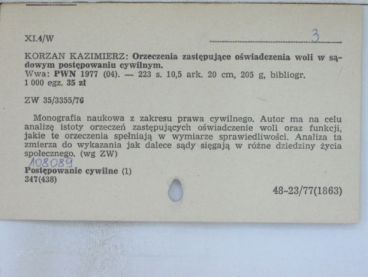 XI.4/W 3
KORZAN KAZIMIERZ: Orzeczenia zastępujące oświadczenia woli w są-
dowym postępowaniu cywilnym.
Wwa: PWN 1977 (04). — 223 s. 10,5 ark. 20 cm, 205 g, bibliogr.
1 000 egz. 35 zł
ZW 35/3355/76
Monografia naukowa z zakresu prawa cywilnego. Autor ma na celu
analizę istoty orzeczeń zastępujących oświadczenie woli oraz funkcji,
jakie te orzeczenia spełniają w wymiarze sprawiedliwości. Analiza ta
zmierza do wykazania jak dalece sądy sięgają w różne dziedziny życia
społecznego. (wg ZW)
108089
Postępowanie cywilne (1)
347(438)
48-23/77(1863)